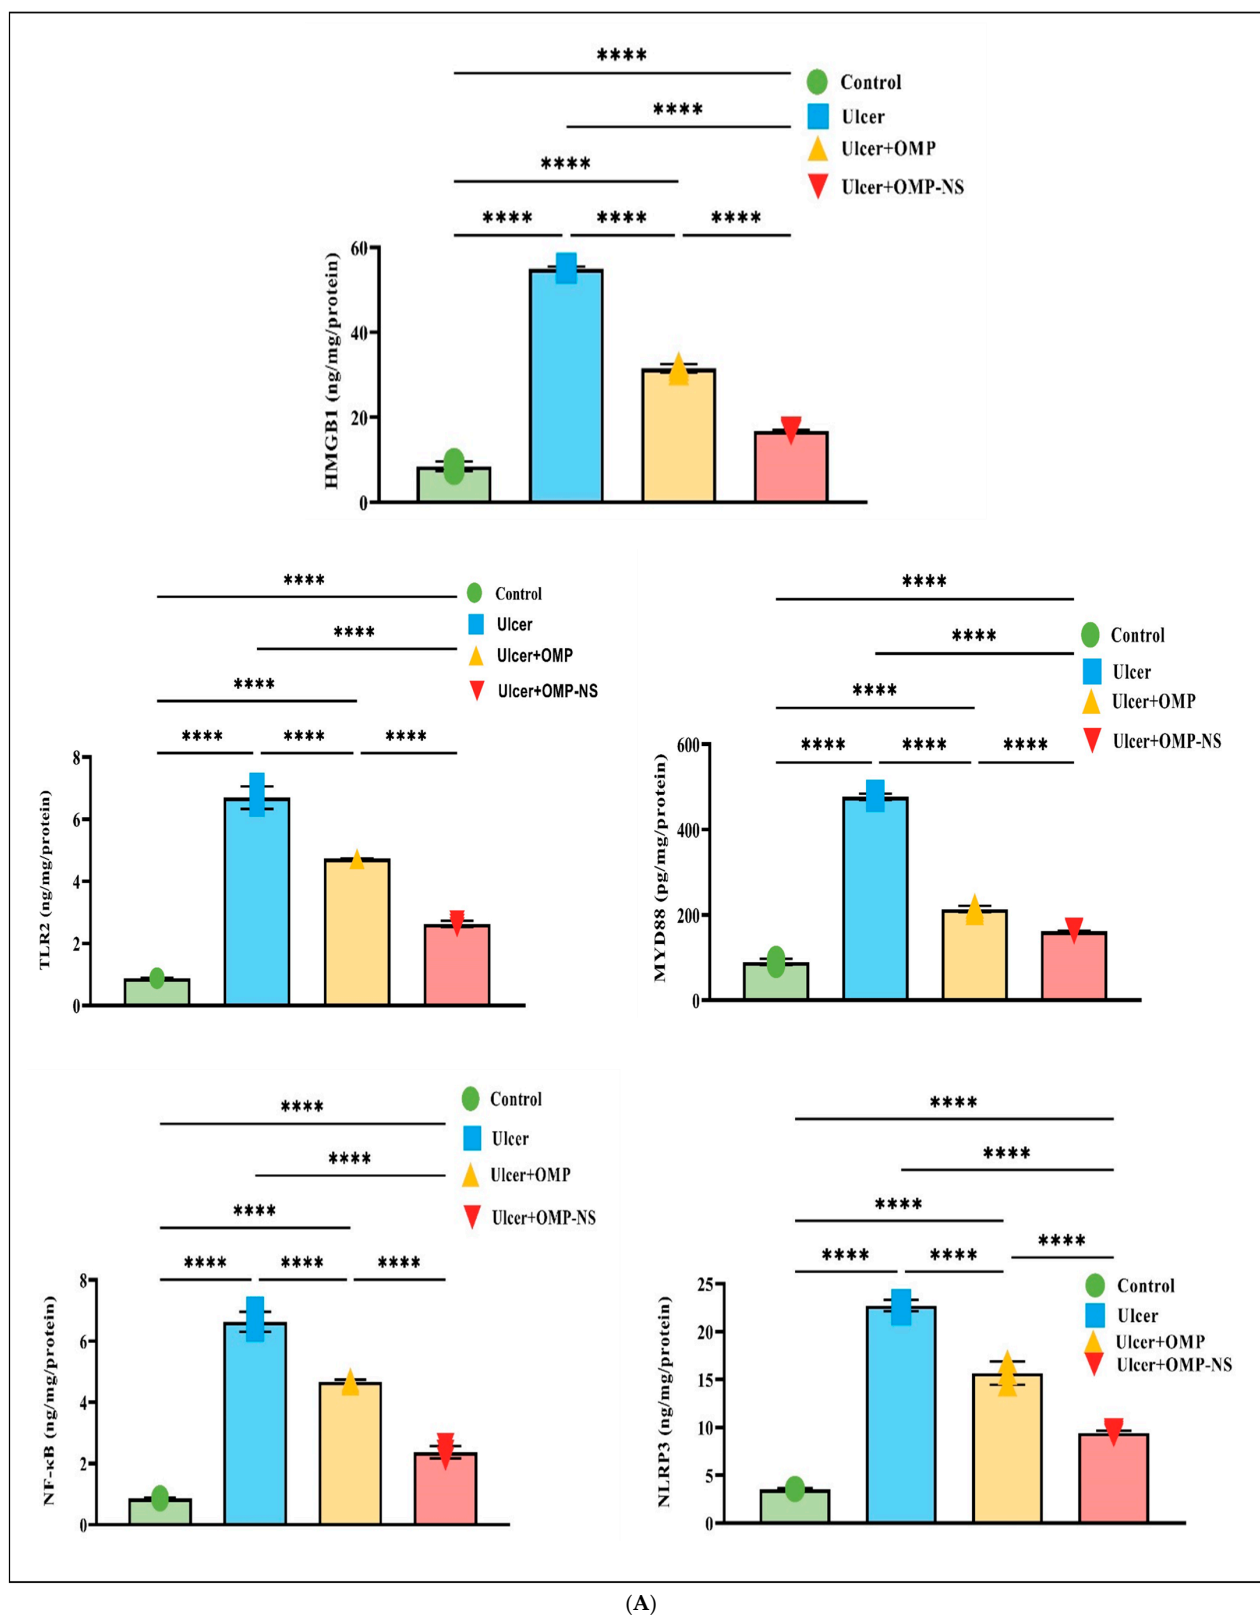 ****
Control
****
Ulcer
****
Ulcer+OMP
Ulcer+OMP-NS
**** **** ****
HMGB1 (ng/mg/protein)
60
40
20
0
****
Control
Ulcer
****
Ulcer+OMP
****
Ulcer+OMP-NS
**** **** ****
TLR2 (ng/mg/protein)
8
6
4
2
0
****
Control
****
Ulcer
****
Ulcer+OMP
Ulcer+OMP-NS
**** **** ****
MYD88 (pg/mg/protein)
600
400
200
0
****
Control
Ulcer
****
Ulcer+OMP
****
Ulcer+OMP-NS
**** **** ****
NF-κB (ng/mg/protein)
8
6
4
2
0
****
****
****
**** **** ****
Control
Ulcer
Ulcer+OMP
Ulcer+OMP-NS
NLRP3 (ng/mg/protein)
25
20
15
10
5
0
(A)